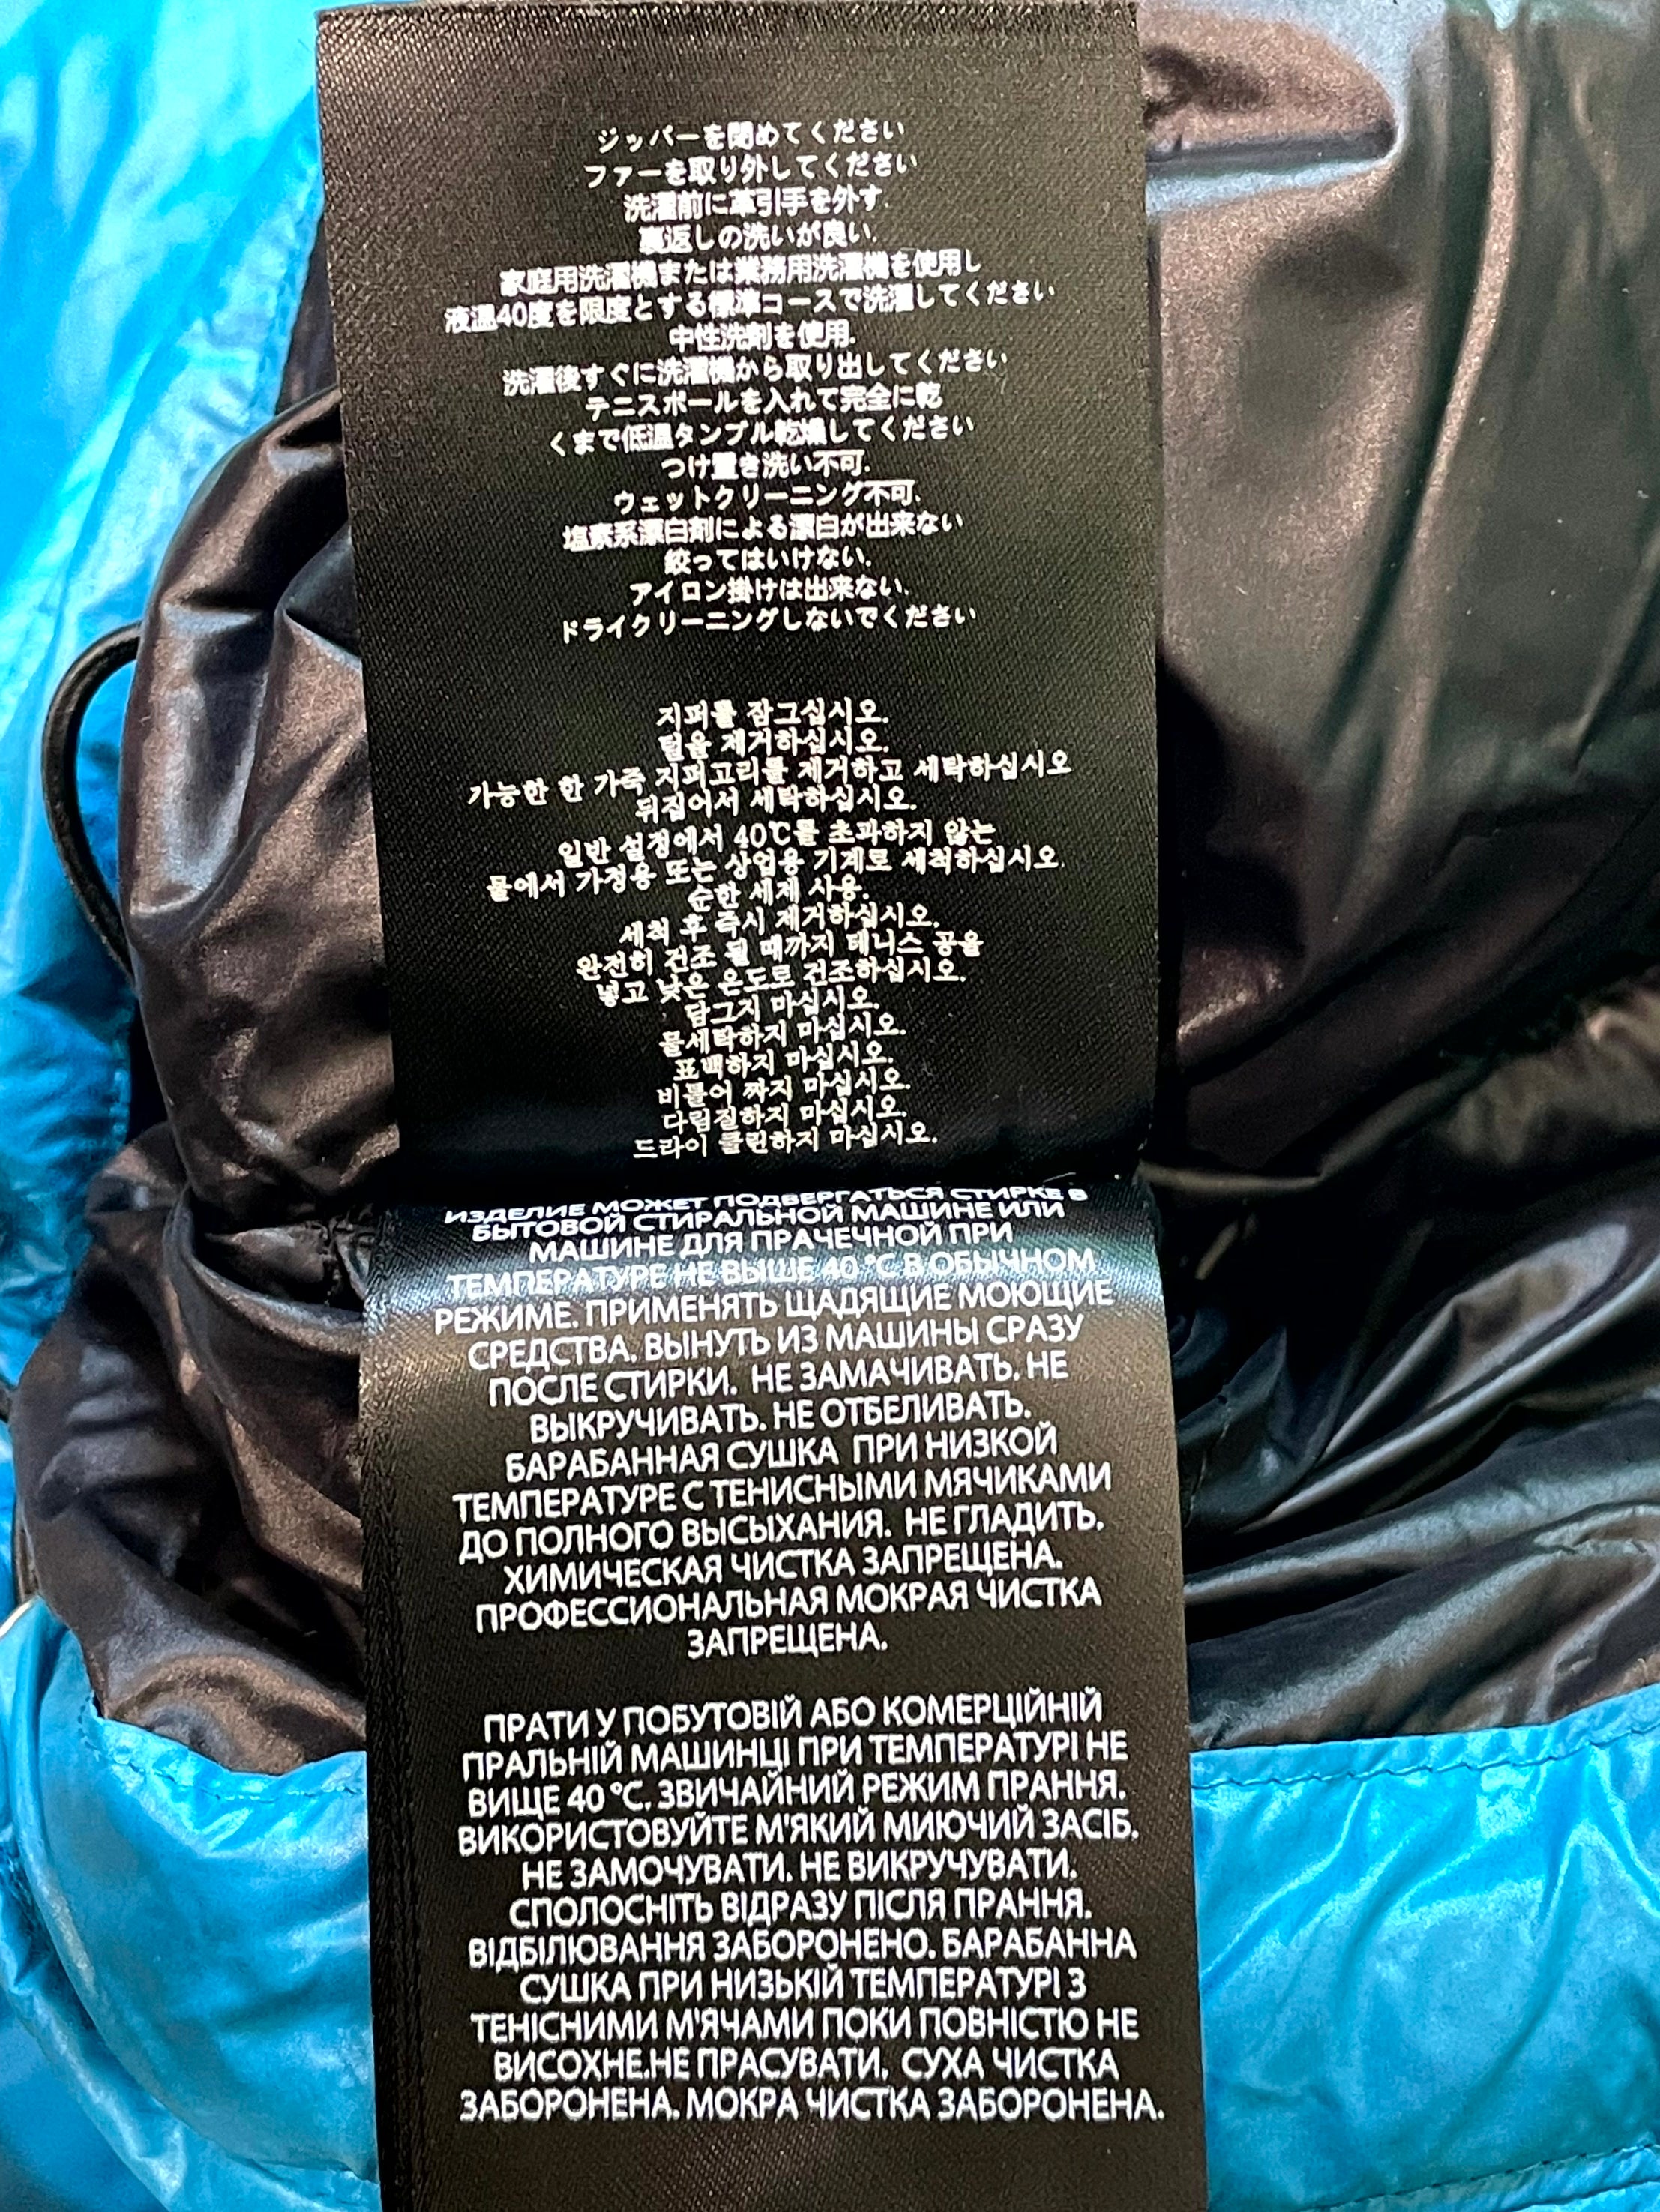 ジッパーを閉めてください
ファーを取り外してください
洗濯前に革引手を外す.
裏返しの洗いが良い.
家庭用洗濯機または業務用洗濯機を使用し
液温40度を限度とする標準コースで洗濯してください
中性洗剤を使用.
洗濯後すぐに洗濯機から取り出してください
テニスボールを入れて完全に乾
くまで低温タンブル乾燥してください
つけ置き洗い不可.
ウェットクリーニング不可.
塩素系漂白剤による漂白が出来ない
絞ってはいけない.
アイロン掛けは出来ない.
ドライクリーニングしないでください
지퍼를 잠그십시오.
털을 제거하십시오.
가능한 한 가죽 지퍼고리를 제거하고 세탁하십시오
뒤집어서 세탁하십시오.
일반 설정에서 40℃를 초과하지 않는
물에서 가정용 또는 상업용 기계로 세척하십시오.
순한 세제 사용.
세척 후 즉시 제거하십시오.
완전히 건조 될 때까지 테니스 공을
넣고 낮은 온도로 건조하십시오.
담그지 마십시오.
물세탁하지 마십시오.
표백하지 마십시오.
비틀어 짜지 마십시오.
다림질하지 마십시오.
드라이 클린하지 마십시오.
ИЗДЕЛИЕ МОЖЕТ ПОДВЕРГАТЬСЯ СТИРКЕ В
БЫТОВОЙ СТИРАЛЬНОЙ МАШИНЕ ИЛИ
МАШИНЕ ДЛЯ ПРАЧЕЧНОЙ ПРИ
ТЕМПЕРАТУРЕ НЕ ВЫШЕ 40 °C В ОБЫЧНОМ
РЕЖИМЕ. ПРИМЕНЯТЬ ЩАДЯЩИЕ МОЮЩИЕ
СРЕДСТВА. ВЫНУТЬ ИЗ МАШИНЫ СРАЗУ
ПОСЛЕ СТИРКИ. НЕ ЗАМАЧИВАТЬ. НЕ
ВЫКРУЧИВАТЬ. НЕ ОТБЕЛИВАТЬ.
БАРАБАННАЯ СУШКА ПРИ НИЗКОЙ
ТЕМПЕРАТУРЕ С ТЕНИСНЫМИ МЯЧИКАМИ
ДО ПОЛНОГО ВЫСЫХАНИЯ. НЕ ГЛАДИТЬ.
ХИМИЧЕСКАЯ ЧИСТКА ЗАПРЕЩЕНА.
ПРОФЕССИОНАЛЬНАЯ МОКРАЯ ЧИСТКА
ЗАПРЕЩЕНА.
ПРАТИ У ПОБУТОВІЙ АБО КОМЕРЦІЙНІЙ
ПРАЛЬНІЙ МАШИНЦІ ПРИ ТЕМПЕРАТУРІ НЕ
ВИЩЕ 40 °C. ЗВИЧАЙНИЙ РЕЖИМ ПРАННЯ.
ВИКОРИСТОВУЙТЕ М'ЯКИЙ МИЮЧИЙ ЗАСІБ.
НЕ ЗАМОЧУВАТИ. НЕ ВИКРУЧУВАТИ.
СПОЛОСНІТЬ ВІДРАЗУ ПІСЛЯ ПРАННЯ.
ВІДБІЛЮВАННЯ ЗАБОРОНЕНО. БАРАБАННА
СУШКА ПРИ НИЗЬКІЙ ТЕМПЕРАТУРІ З
ТЕНІСНИМИ М'ЯЧАМИ ПОКИ ПОВНІСТЮ НЕ
ВИСОХНЕ.НЕ ПРАСУВАТИ. СУХА ЧИСТКА
ЗАБОРОНЕНА. МОКРА ЧИСТКА ЗАБОРОНЕНА.